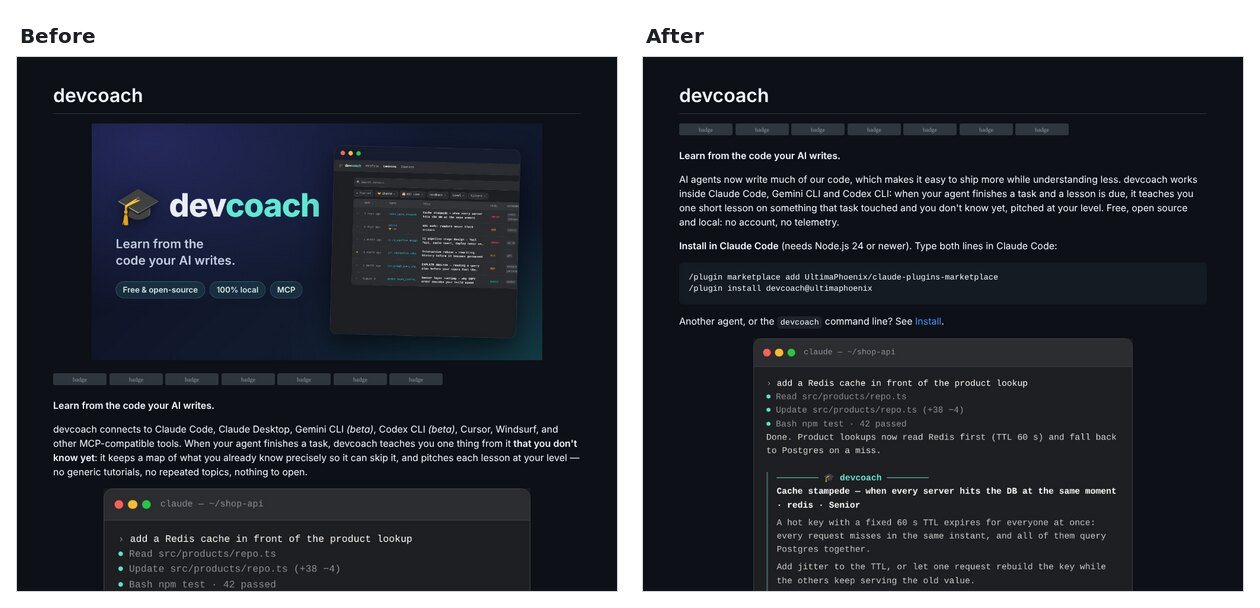 Before
devcoach
devcoach
Learn from the
code your AI writes.
Free & open-source
100% local
MCP
badge badge badge badge badge badge badge
Learn from the code your AI writes.
devcoach connects to Claude Code, Claude Desktop, Gemini CLI (beta), Codex CLI (beta), Cursor, Windsurf, and
other MCP-compatible tools. When your agent finishes a task, devcoach teaches you one thing from it that you don't
know yet: it keeps a map of what you already know precisely so it can skip it, and pitches each lesson at your level —
no generic tutorials, no repeated topics, nothing to open.
claude — ~/shop-api
› add a Redis cache in front of the product lookup
● Read src/products/repo.ts
● Update src/products/repo.ts (+38 −4)
● Bash npm test · 42 passed
After
devcoach
badge badge badge badge badge badge badge
Learn from the code your AI writes.
AI agents now write much of our code, which makes it easy to ship more while understanding less. devcoach works
inside Claude Code, Gemini CLI and Codex CLI: when your agent finishes a task and a lesson is due, it teaches you
one short lesson on something that task touched and you don't know yet, pitched at your level. Free, open source
and local: no account, no telemetry.
Install in Claude Code (needs Node.js 24 or newer). Type both lines in Claude Code:
/plugin marketplace add UltimaPhoenix/claude-plugins-marketplace
/plugin install devcoach@ultimaphoenix
Another agent, or the devcoach command line? See Install.
claude — ~/shop-api
› add a Redis cache in front of the product lookup
● Read src/products/repo.ts
● Update src/products/repo.ts (+38 −4)
● Bash npm test · 42 passed
Done. Product lookups now read Redis first (TTL 60 s) and fall back
to Postgres on a miss.
devcoach
Cache stampede — when every server hits the DB at the same moment
· redis · Senior
A hot key with a fixed 60 s TTL expires for everyone at once:
every request misses in the same instant, and all of them query
Postgres together.
Add jitter to the TTL, or let one request rebuild the key while
the others keep serving the old value.